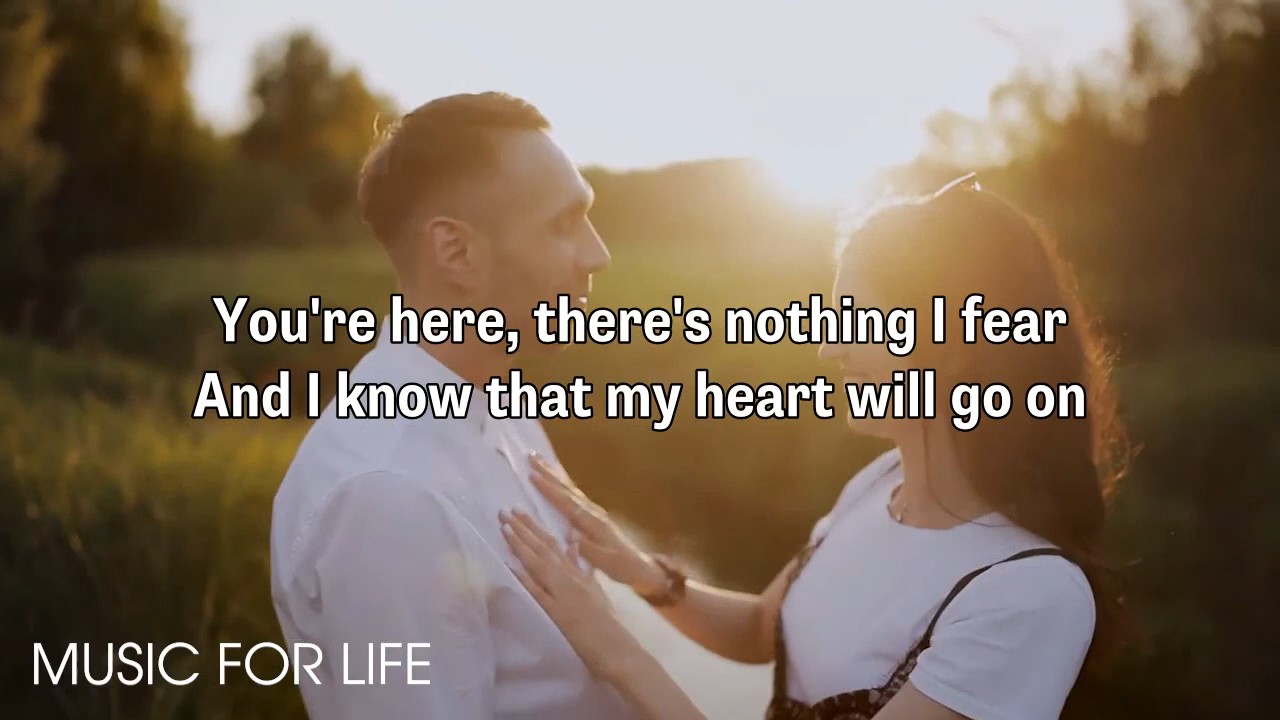 You're here, there's nothing I fear
And I know that my heart will go on
MUSIC FOR LIFE